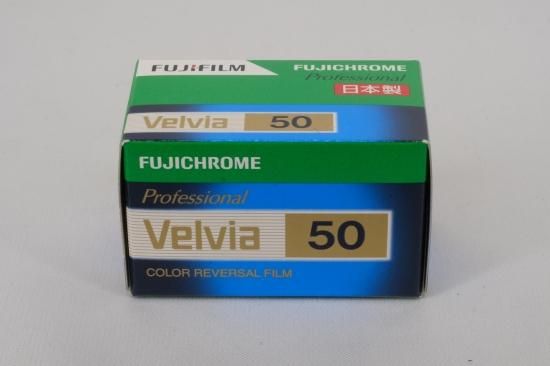 FUJIFILM
FUJICHROME
Professional
日本製
Velvia 50
FUJICHROME
Professional
Velvia 50
COLOR REVERSAL FILM